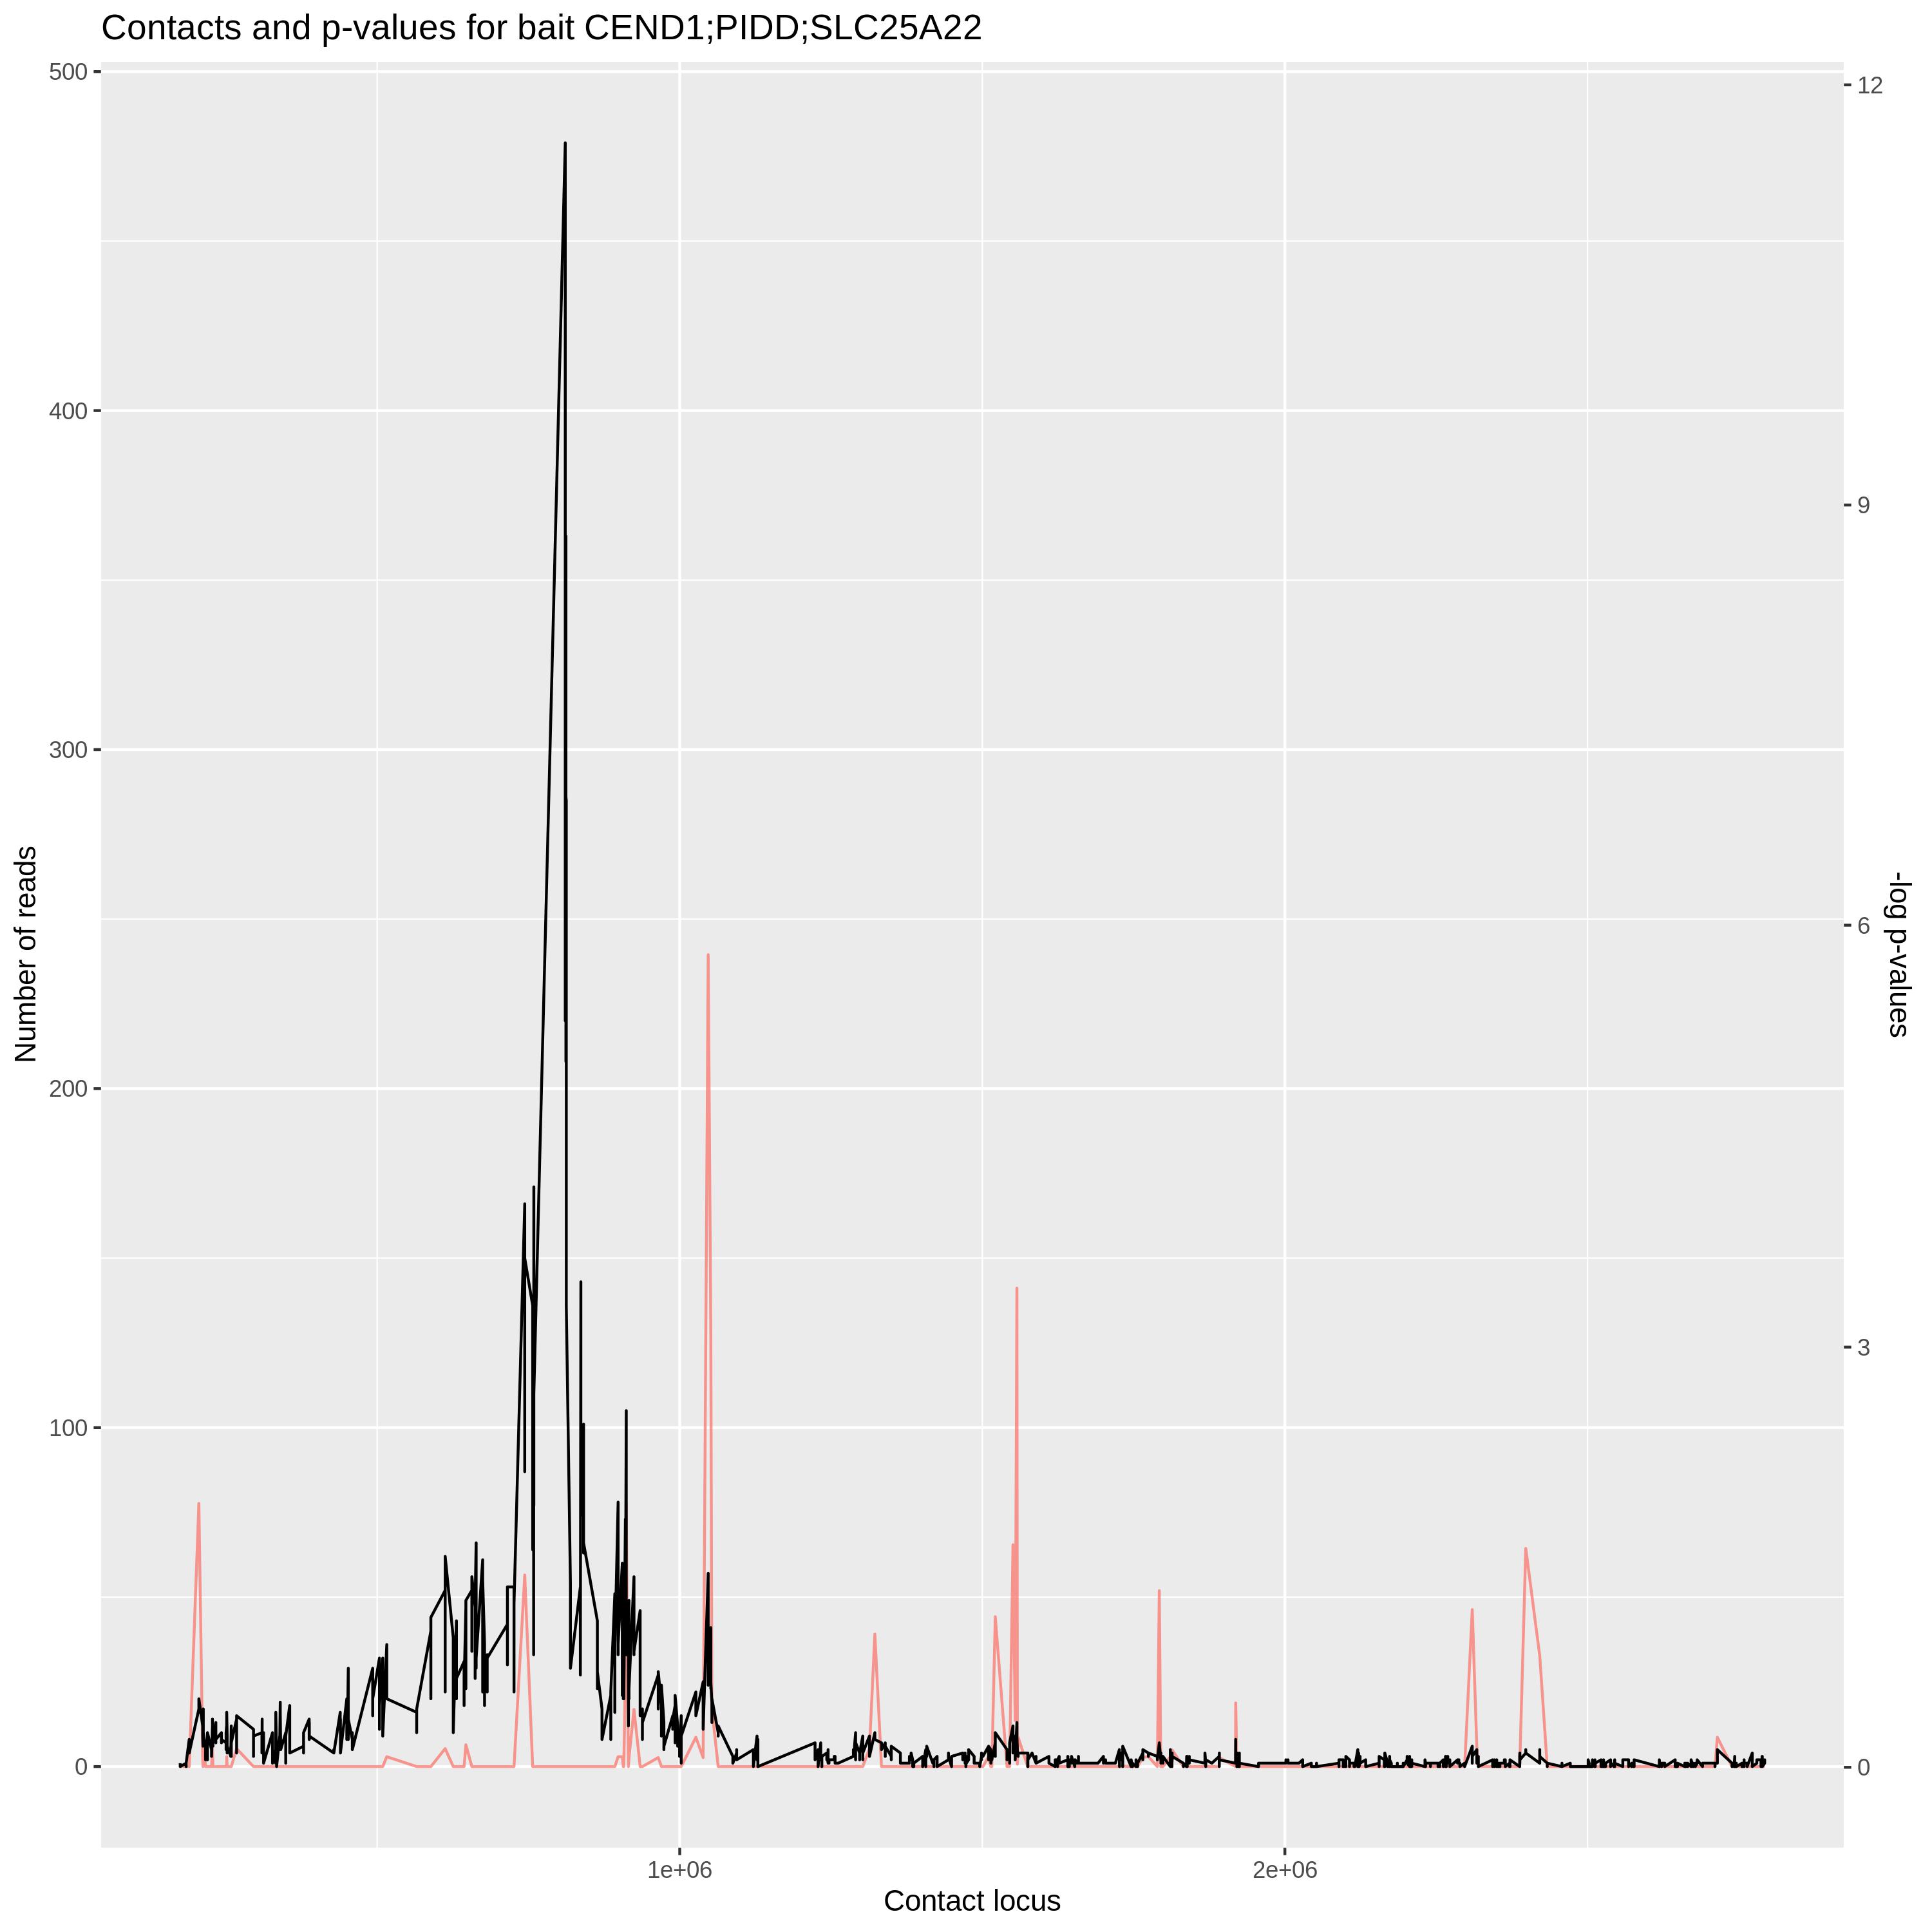 Contacts and p-values for bait CEND1;PIDD;SLC25A22
500
400
300
200
100
0
Number of reads
12
9
6
3
0
-log p-values
1e+06
2e+06
Contact locus